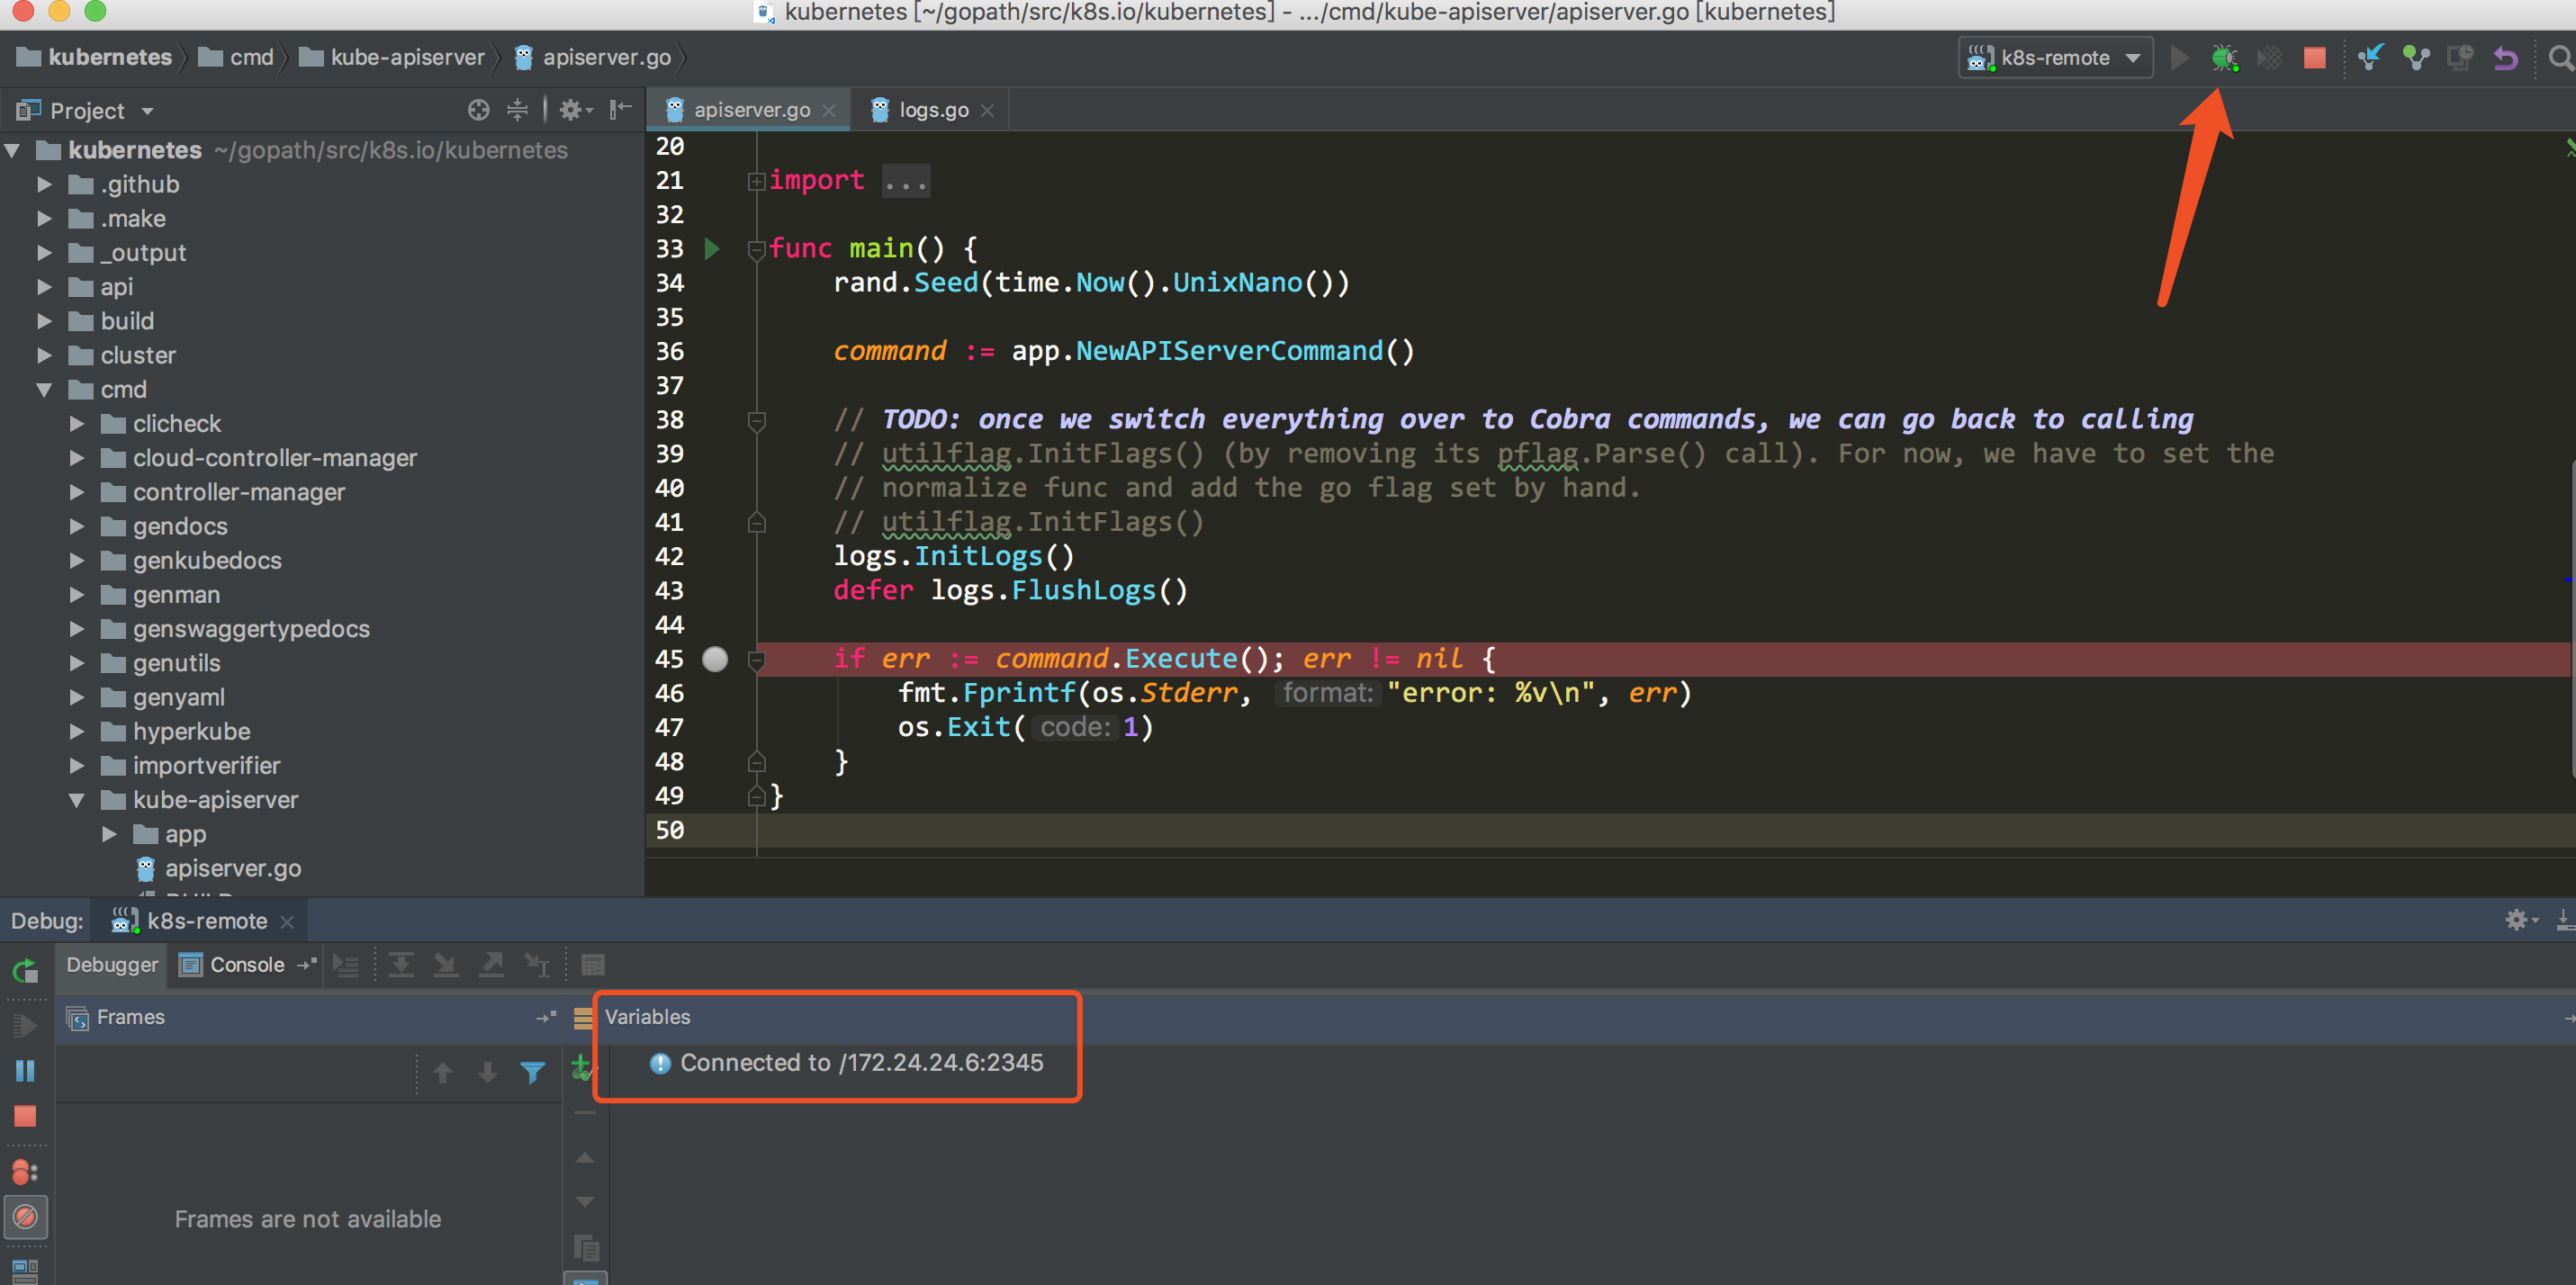 kubernetes [~/gopath/src/k8s.io/kubernetes] - .../cmd/kube-apiserver/apiserver.go [kubernetes]
kubernetes cmd kube-apiserver apiserver.go k8s-remote
Project
apiserver.go logs.go
kubernetes ~/gopath/src/k8s.io/kubernetes
.github
.make
_output
api
build
cluster
cmd
clicheck
cloud-controller-manager
controller-manager
gendocs
genkubedocs
genman
genswaggertypedocs
genutils
genyaml
hyperkube
importverifier
kube-apiserver
app
apiserver.go
20
21 import ...
32
33 func main() {
34 rand.Seed(time.Now().UnixNano())
35
36 command := app.NewAPIServerCommand()
37
38 // TODO: once we switch everything over to Cobra commands, we can go back to calling
39 // utilflag.InitFlags() (by removing its pflag.Parse() call). For now, we have to set the
40 // normalize func and add the go flag set by hand.
41 // utilflag.InitFlags()
42 logs.InitLogs()
43 defer logs.FlushLogs()
44
45 if err := command.Execute(); err != nil {
46 fmt.Fprintf(os.Stderr, format: "error: %v\n", err)
47 os.Exit( code: 1)
48 }
49 }
50
Debug: k8s-remote
Debugger Console
Frames
Variables
Connected to /172.24.24.6:2345
Frames are not available